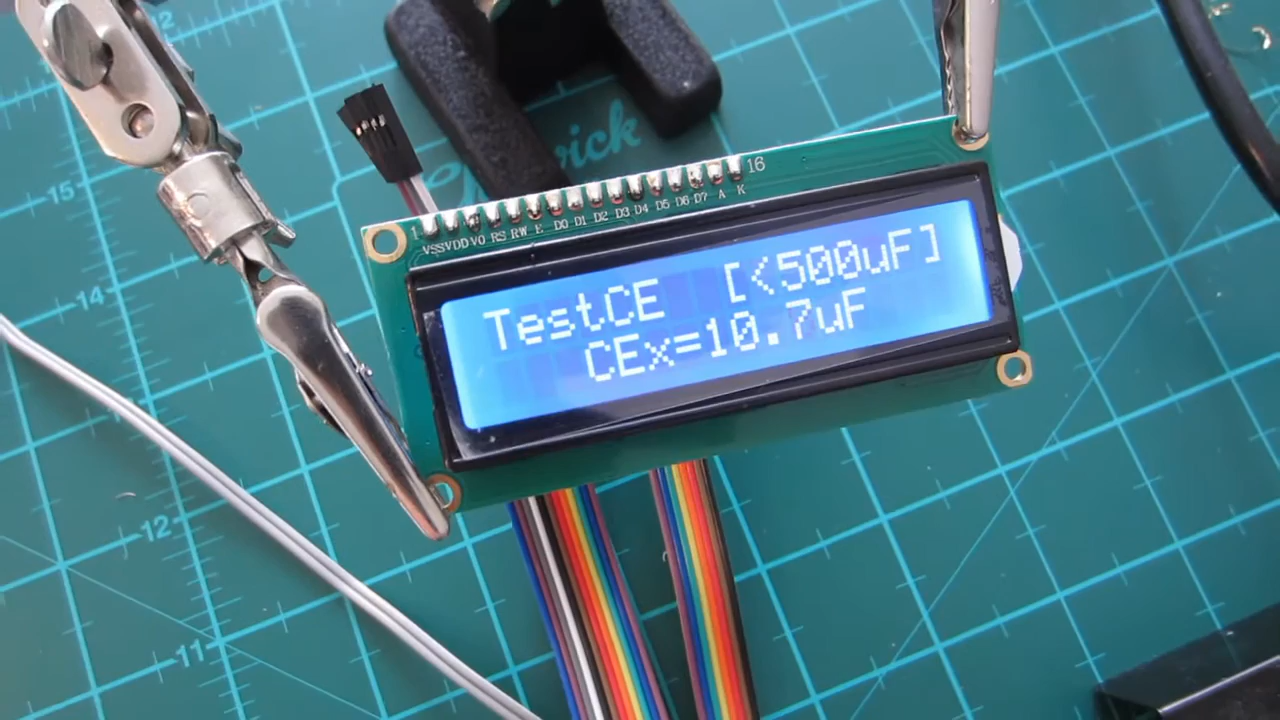 TestCE [<500uF]
CEx=10.7uF
1 16
VSS VDD V0 RS RW E D0 D1 D2 D3 D4 D5 D6 D7 A K
15
14
12
11
12